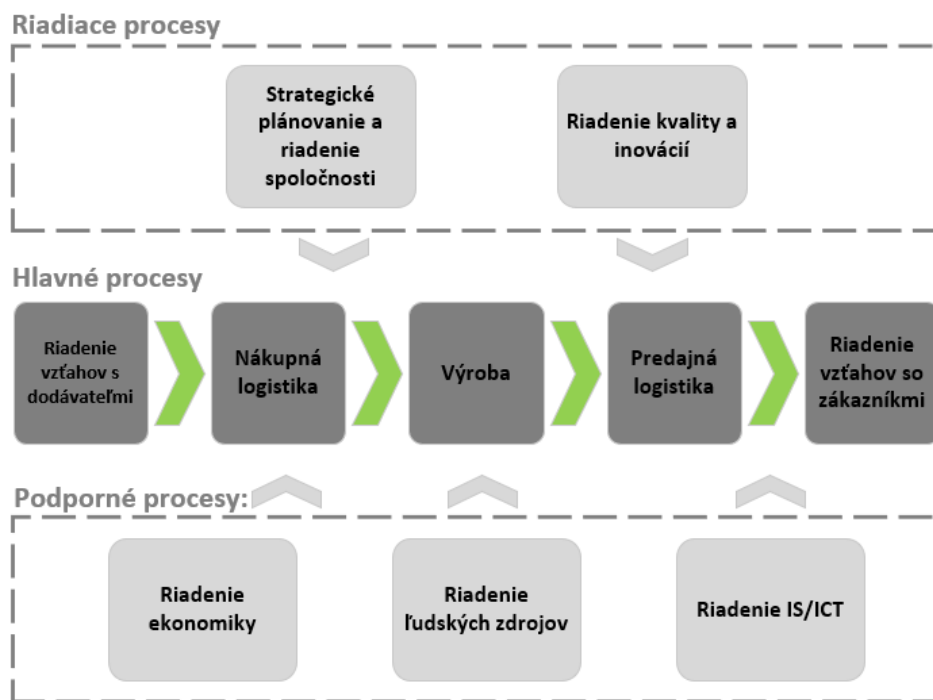 Riadiace procesy
Strategické
plánovanie a
riadenie
spoločnosti
Riadenie kvality a
inovácií
Hlavné procesy
Riadenie
vzťahov s
dodávateľmi
Nákupná
logistika
Výroba
Predajná
logistika
Riadenie
vzťahov so
zákazníkmi
Podporné procesy:
Riadenie
ekonomiky
Riadenie
ľudských zdrojov
Riadenie IS/ICT